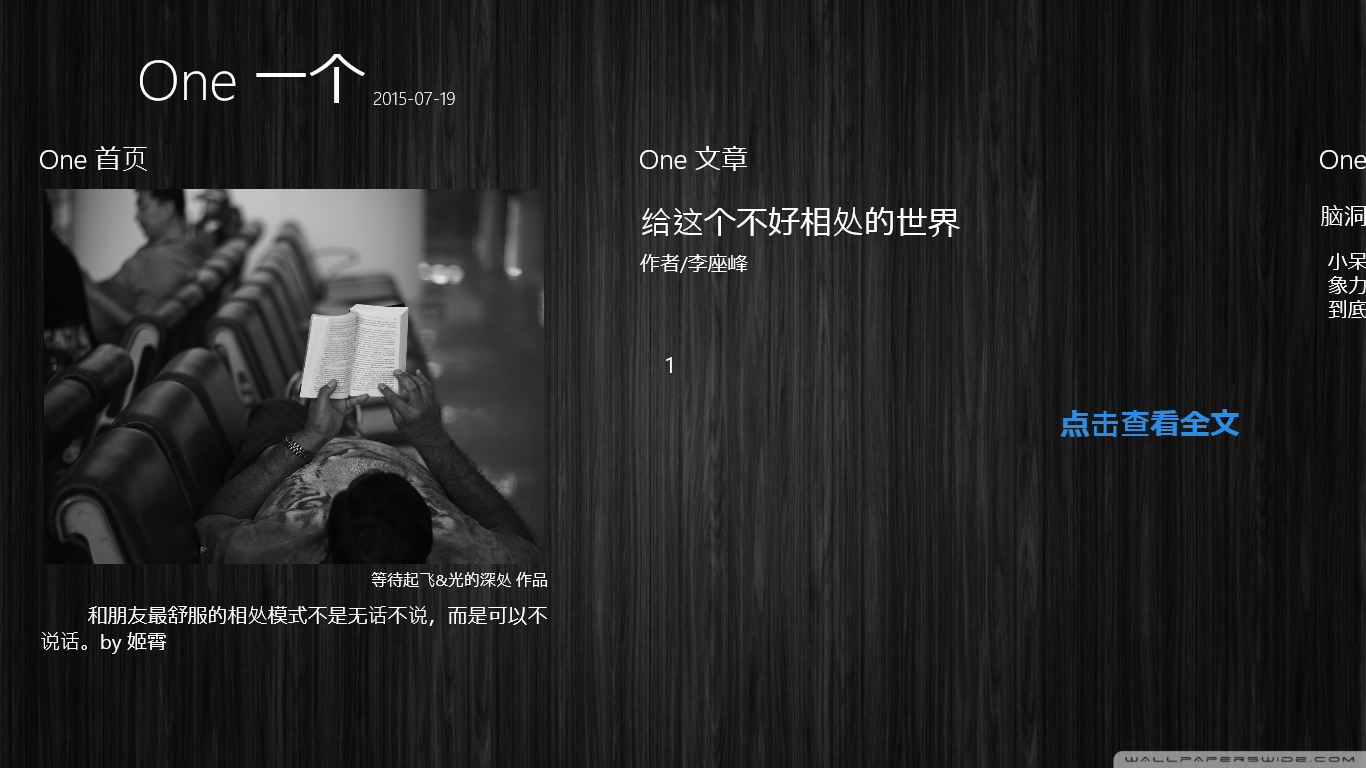 One 一个 2015-07-19
One 首页
等待起飞&光的深处 作品
和朋友最舒服的相处模式不是无话不说，而是可以不
说话。by 姬霄
One 文章
给这个不好相处的世界
作者/李座峰
1
点击查看全文
One
脑洞
小呆
象力
到底
WALLPAPERSWIDE.COM